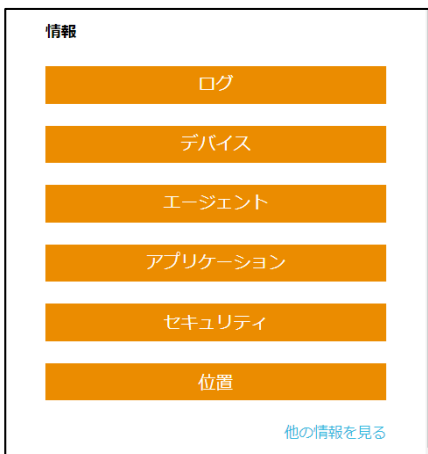 情報
ログ
デバイス
エージェント
アプリケーション
セキュリティ
位置
他の情報を見る